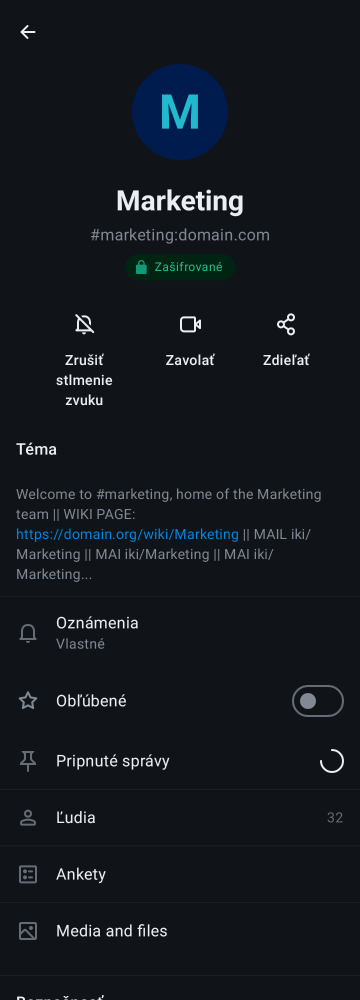 M
Marketing
#marketing:domain.com
Zašifrované
Zrušiť
stlmenie
zvuku
Zavolať
Zdieľať
Téma
Welcome to #marketing, home of the Marketing
team || WIKI PAGE:
https://domain.org/wiki/Marketing || MAIL iki/
Marketing || MAI iki/Marketing || MAI iki/
Marketing...
Oznámenia
Vlastné
Obľúbené
Pripnuté správy
Ľudia
32
Ankety
Media and files
Bezpečnosť